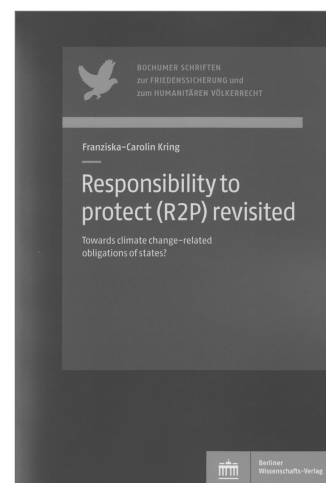 BOCHUMER SCHRIFTEN
zur FRIEDENSSICHERUNG und
zum HUMANITÄREN VÖLKERRECHT
Franziska-Carolin Kring
Responsibility to
protect (R2P) revisited
Towards climate change-related
obligations of states?
Berliner
Wissenschafts-Verlag